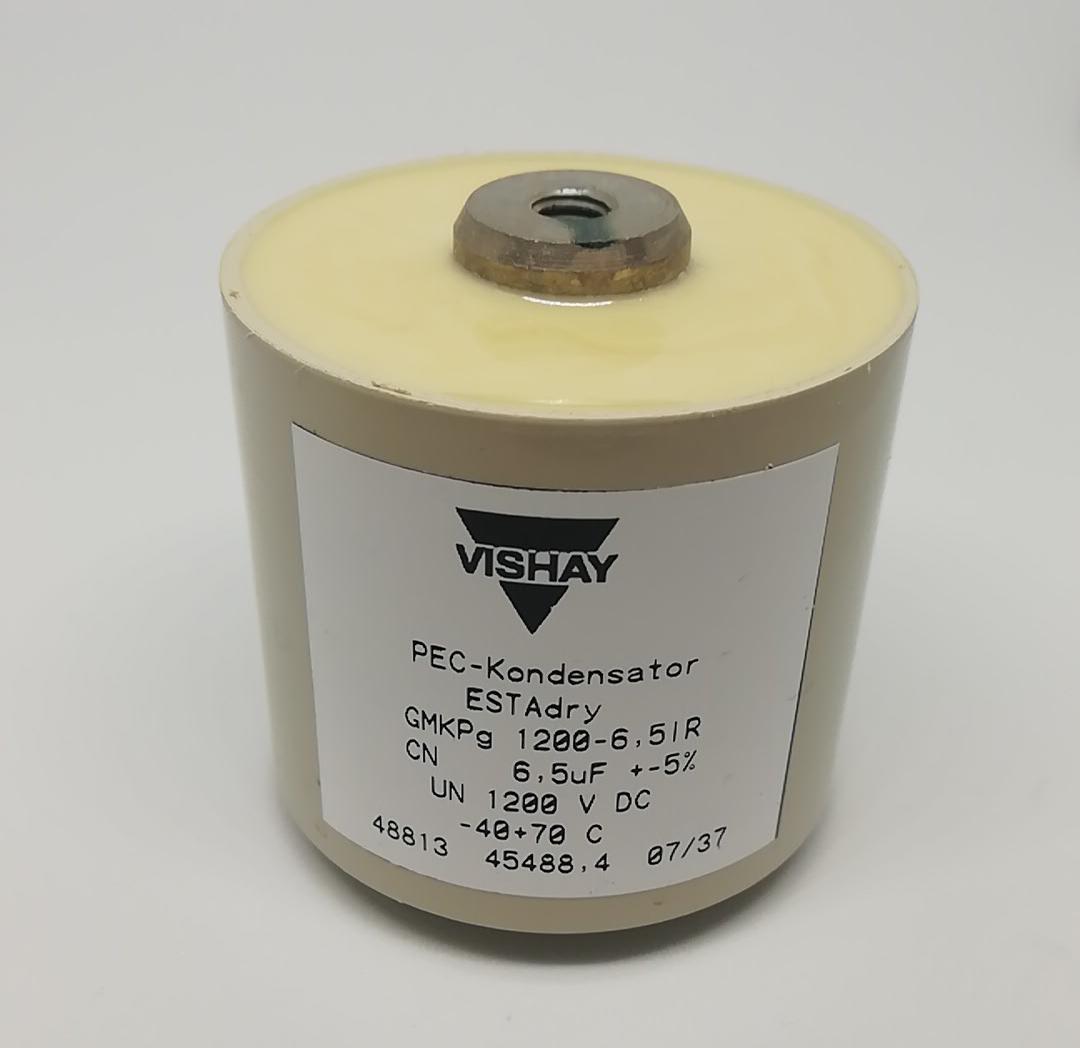 VISHAY
PEC-Kondensator
ESTAdry
GMKPg 1200-6,5IR
CN 6,5uF +-5%
UN 1200 V DC
-40+70 C
48813 45488,4 07/37